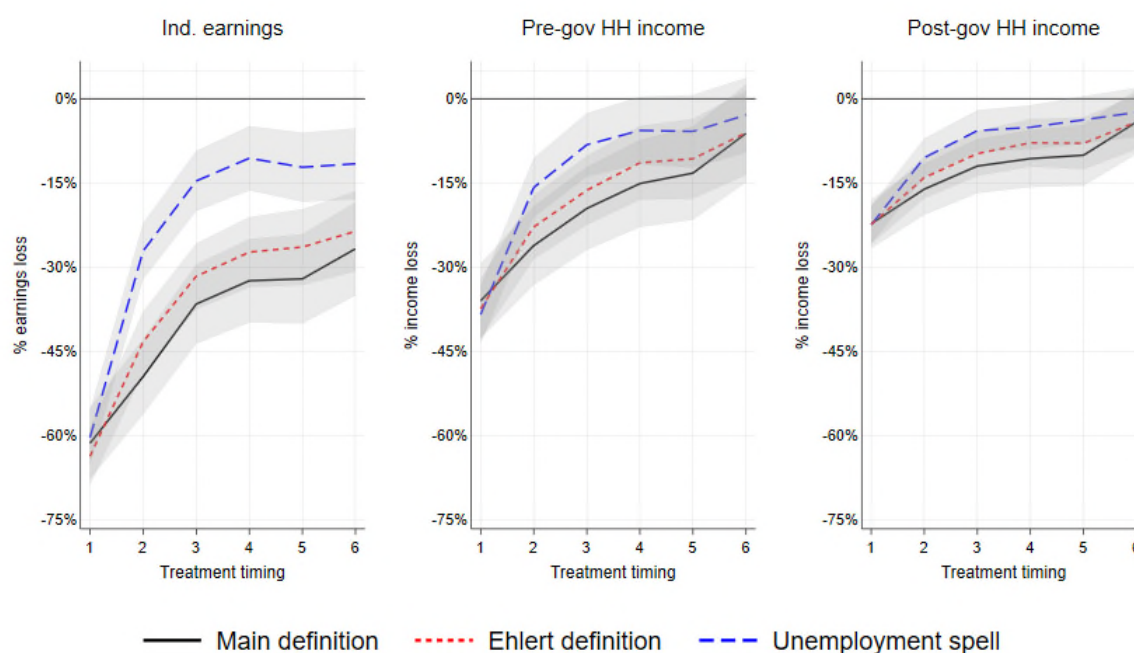 Ind. earnings
Pre-gov HH income
Post-gov HH income
% earnings loss
0%
-15%
-30%
-45%
-60%
-75%
1 2 3 4 5 6
Treatment timing
% income loss
0%
-15%
-30%
-45%
-60%
-75%
1 2 3 4 5 6
Treatment timing
% income loss
0%
-15%
-30%
-45%
-60%
-75%
1 2 3 4 5 6
Treatment timing
Main definition
Ehlert definition
Unemployment spell